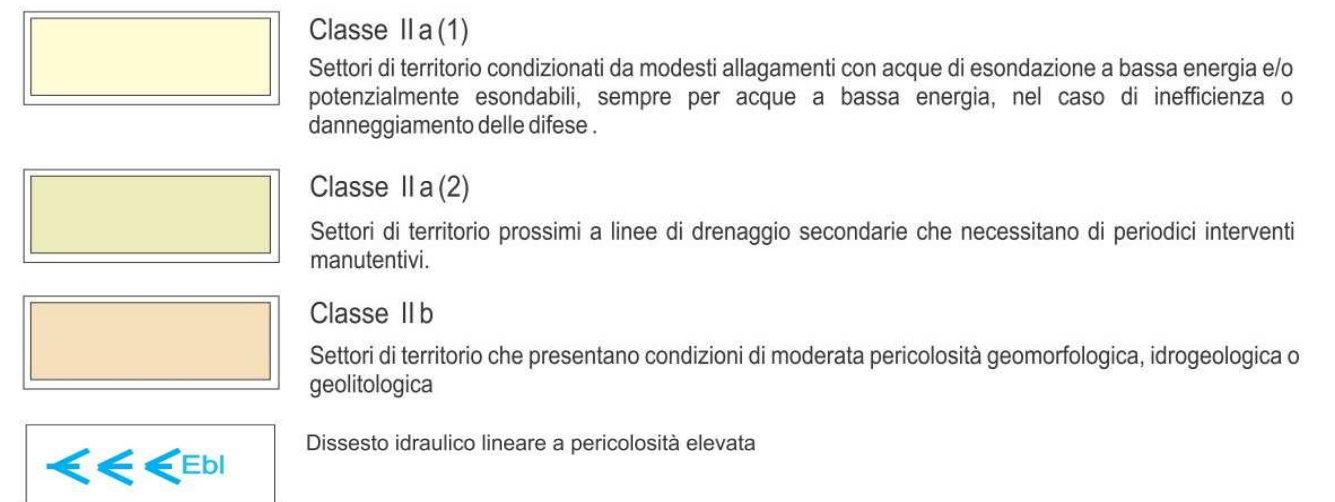 Classe II a (1)
Settori di territorio condizionati da modesti allagamenti con acque di esondazione a bassa energia e/o
potenzialmente esondabili, sempre per acque a bassa energia, nel caso di inefficienza o
danneggiamento delle difese .
Classe II a (2)
Settori di territorio prossimi a linee di drenaggio secondarie che necessitano di periodici interventi
manutentivi.
Classe II b
Settori di territorio che presentano condizioni di moderata pericolosità geomorfologica, idrogeologica o
geolitologica
Ebl Dissesto idraulico lineare a pericolosità elevata